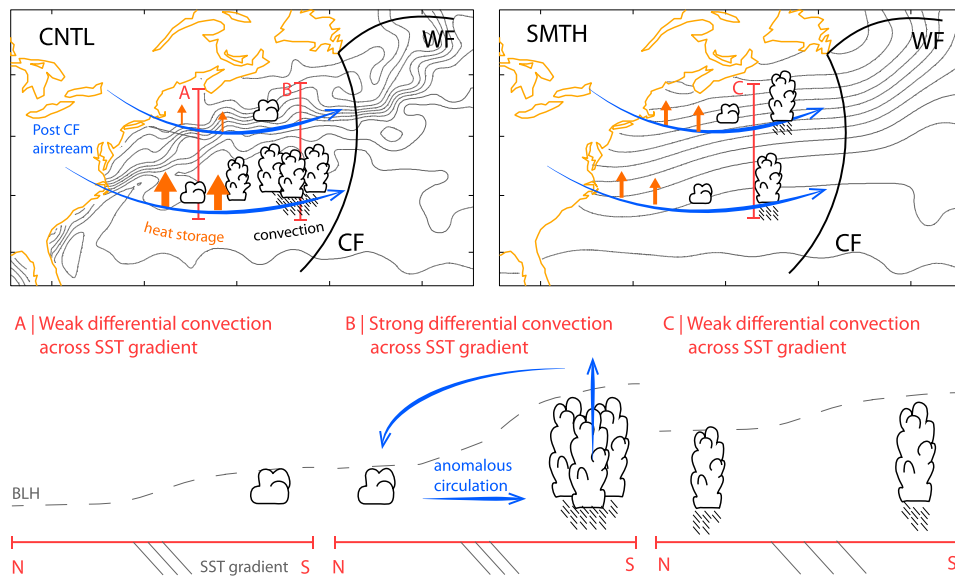 CNTL
WF
A
B
Post CF
airstream
heat storage
convection
CF
SMTH
WF
C
CF
A | Weak differential convection
across SST gradient
B | Strong differential convection
across SST gradient
C | Weak differential convection
across SST gradient
BLH
anomalous
circulation
N
SST gradient
S
N
S
N
S